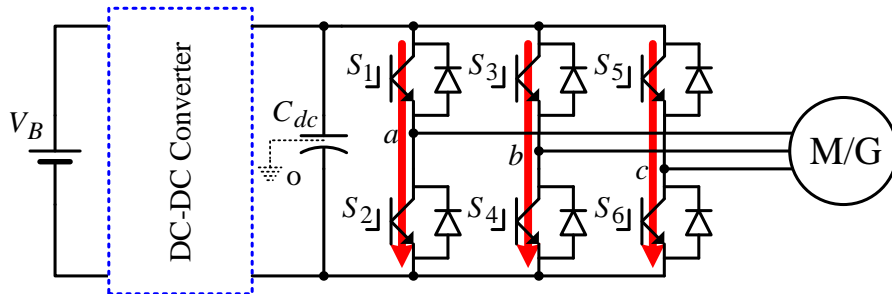 V_B
DC-DC Converter
C_dc
o
S_1
S_3
S_5
a
b
c
S_2
S_4
S_6
M/G